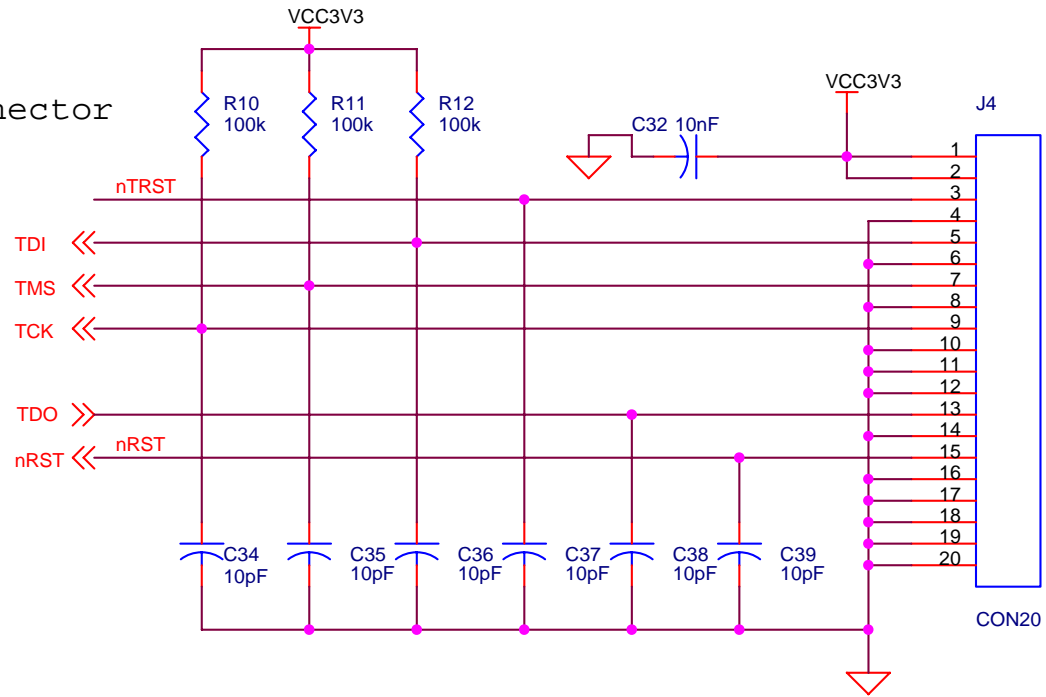 VCC3V3
nector
R10
100k
R11
100k
R12
100k
C32 10nF
VCC3V3
J4
nTRST
TDI
TMS
TCK
TDO
nRST
nRST
1
2
3
4
5
6
7
8
9
10
11
12
13
14
15
16
17
18
19
20
C34
10pF
C35
10pF
C36
10pF
C37
10pF
C38
10pF
C39
10pF
CON20